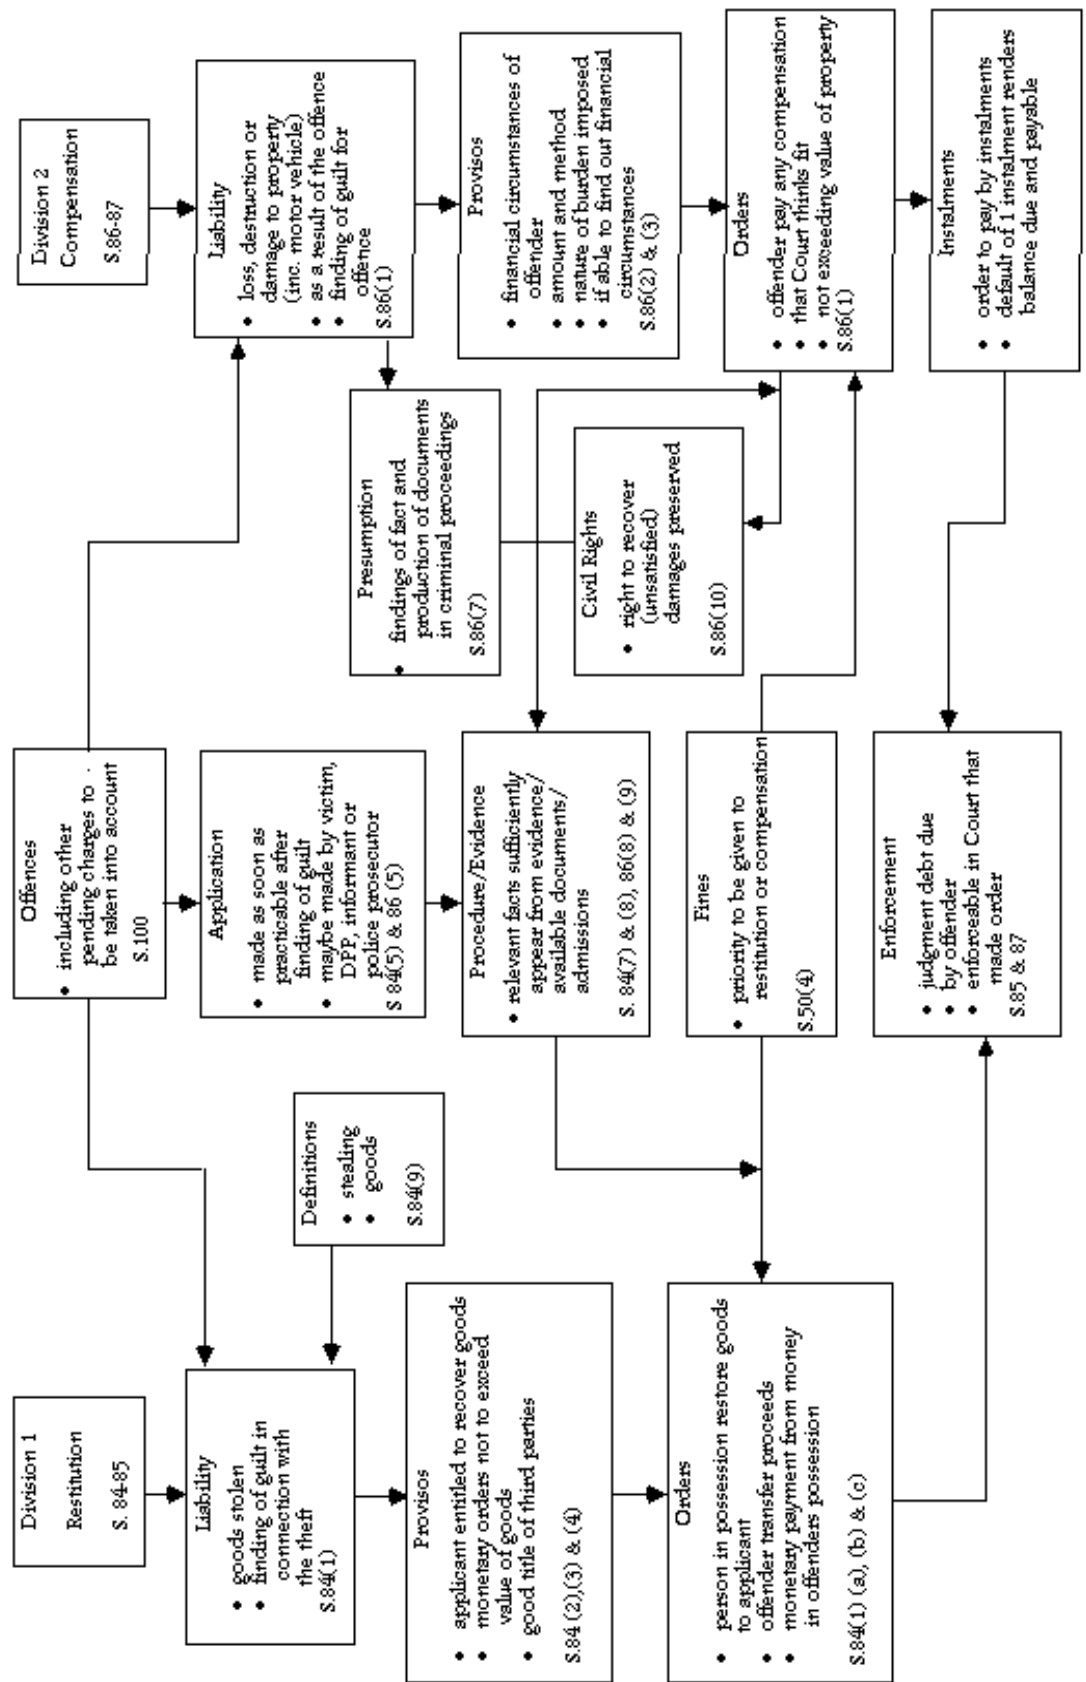 Division 1
Restitution
S. 84-85
Liability
• goods stolen
• finding of guilt in
connection with
the theft
S.84(1)
Provisos
• applicant entitled to recover goods
• monetary orders not to exceed
value of goods
• good title of third parties
S.84 (2),(3) & (4)
Orders
• person in possession restore goods
to applicant
• offender transfer proceeds
• monetary payment from money
in offenders possession
S.84(1) (a), (b) & (c)
Definitions
• stealing
• goods
S.84(9)
Offences
• including other
pending charges to .
be taken into account
S.100
Application
• made as soon as
practicable after
finding of guilt
• maybe made by victim,
DPP, informant or
police prosecutor
S 84(5) & 86 (5)
Procedure/Evidence
• relevant facts sufficiently
appear from evidence/
available documents/
admissions
S. 84(7) & (8), 86(8) & (9)
Fines
• priority to be given to
restitution or compensation
S.50(4)
Enforcement
• judgment debt due
• by offender
• enforceable in Court that
made order
S.85 & 87
Division 2
Compensation
S.86-87
Liability
• loss, destruction or
damage to property
(inc. motor vehicle)
• as a result of the offence
• finding of guilt for
offence
S.86(1)
Presumption
• findings of fact and
production of documents
in criminal proceedings
S.86(7)
Provisos
• financial circumstances of
offender
• amount and method
• nature of burden imposed
• if able to find out financial
circumstances
S.86(2) & (3)
Civil Rights
• right to recover
(unsatisfied)
damages preserved
S.86(10)
Orders
• offender pay any compensation
• that Court thinks fit
• not exceeding value of property
S.86(1)
Instalments
• order to pay by instalments
• default of 1 instalment renders
balance due and payable